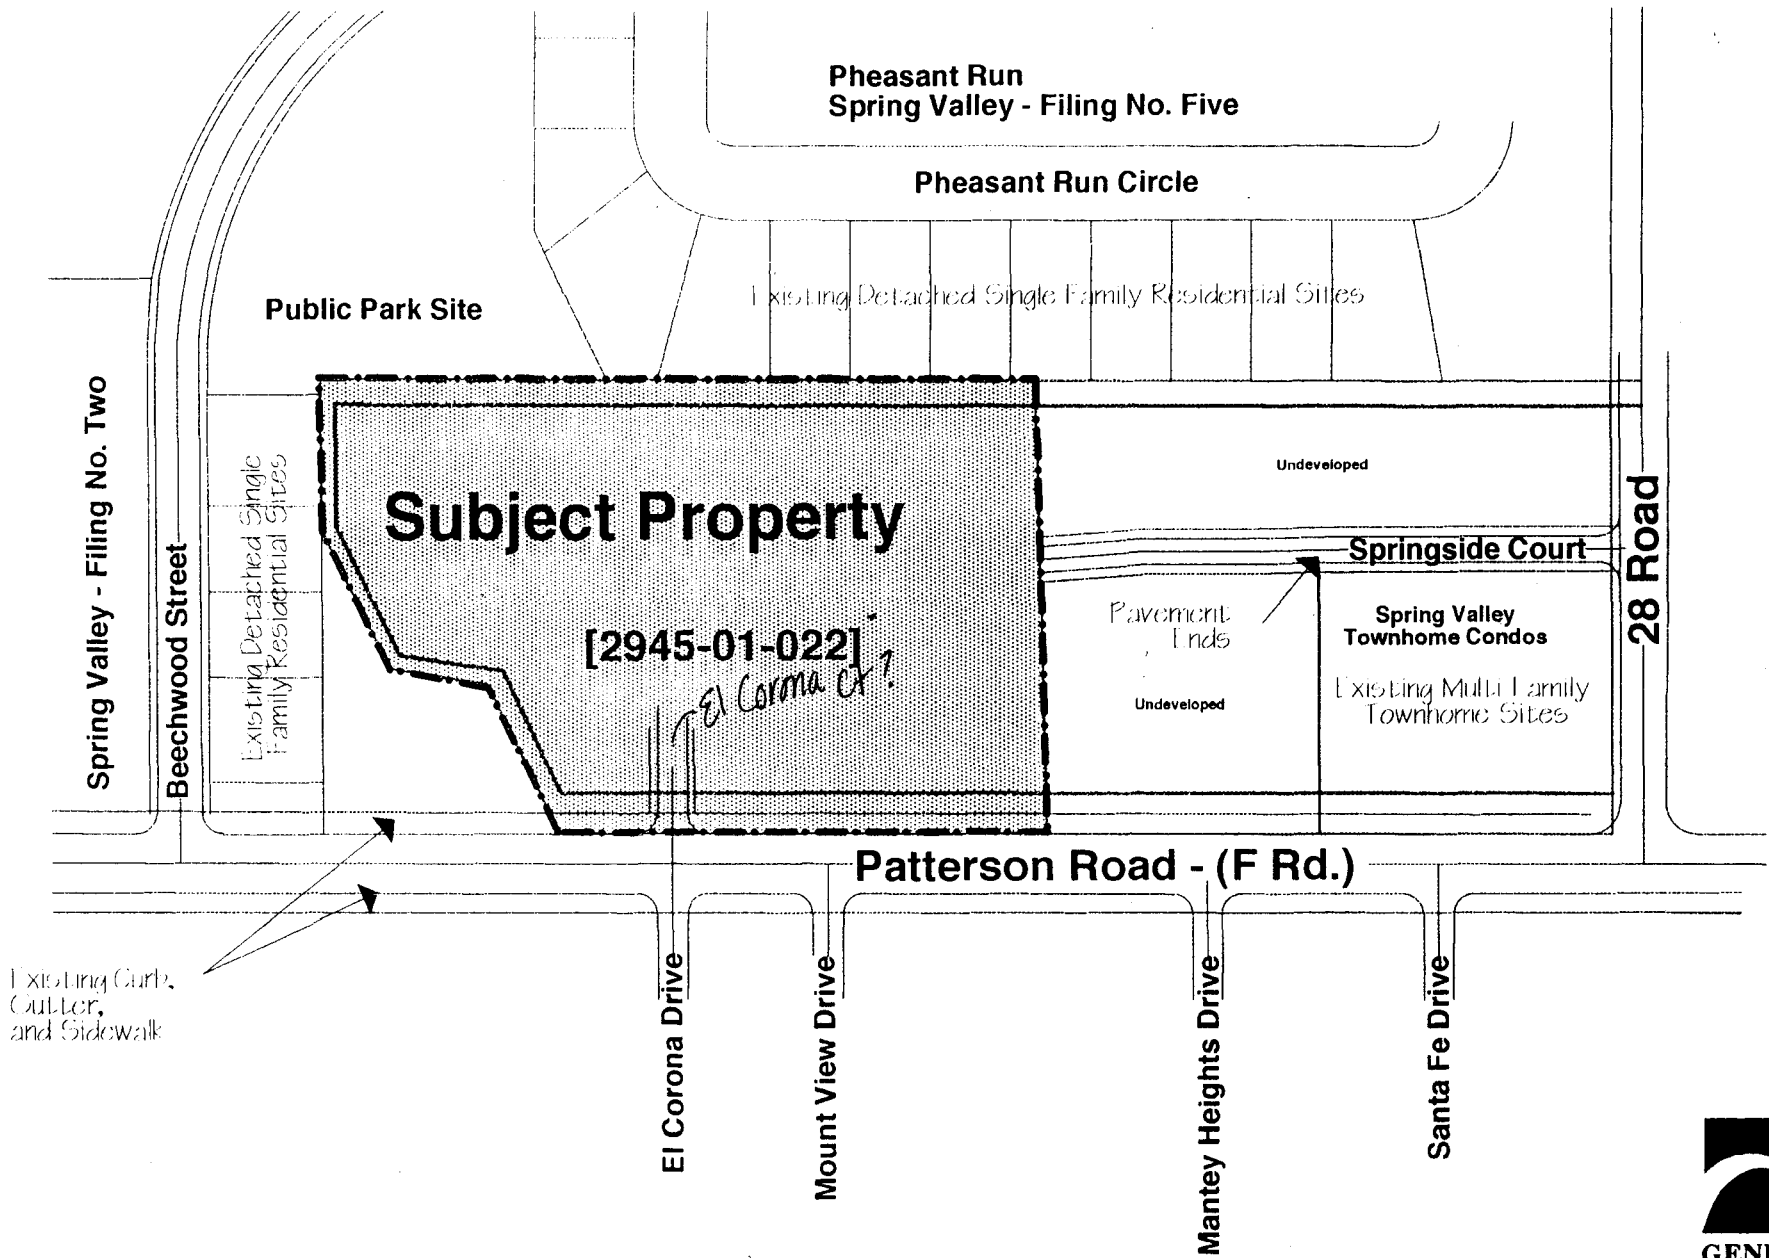 Pheasant Run
Spring Valley - Filing No. Five
Pheasant Run Circle
Existing Detached Single Family Residential Sites
Public Park Site
Spring Valley - Filing No. Two
Beechwood Street
Existing Detached Single
Family Residential Sites
Subject Property
[2945-01-022]
El Corona Ct?
Undeveloped
Springside Court
28 Road
Pavement
Ends
Spring Valley
Townhome Condos
Undeveloped
Existing Multi Family
Townhome Sites
Patterson Road - (F Rd.)
Existing Curb,
Gutter,
and Sidewalk
El Corona Drive
Mount View Drive
Mantey Heights Drive
Santa Fe Drive